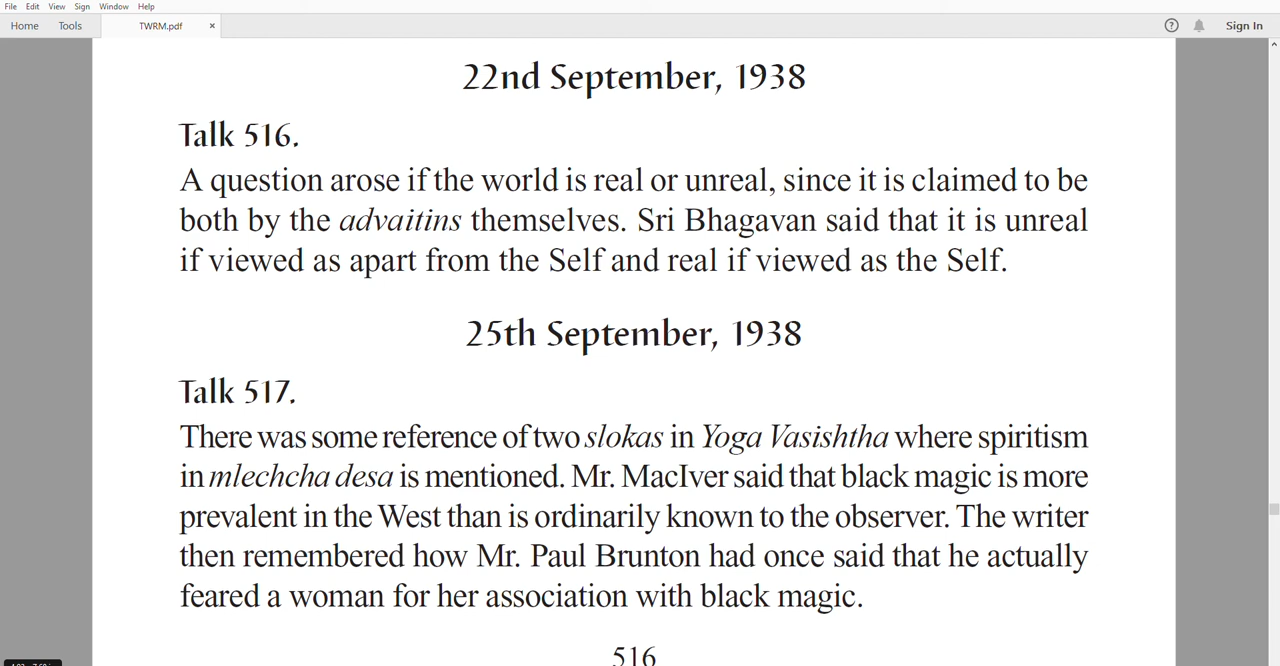 File Edit View Sign Window Help
Home Tools TWRM.pdf × ? Sign In
22nd September, 1938
Talk 516.
A question arose if the world is real or unreal, since it is claimed to be
both by the advaitins themselves. Sri Bhagavan said that it is unreal
if viewed as apart from the Self and real if viewed as the Self.
25th September, 1938
Talk 517.
There was some reference of two slokas in Yoga Vasishtha where spiritism
in mlechcha desa is mentioned. Mr. MacIver said that black magic is more
prevalent in the West than is ordinarily known to the observer. The writer
then remembered how Mr. Paul Brunton had once said that he actually
feared a woman for her association with black magic.
516